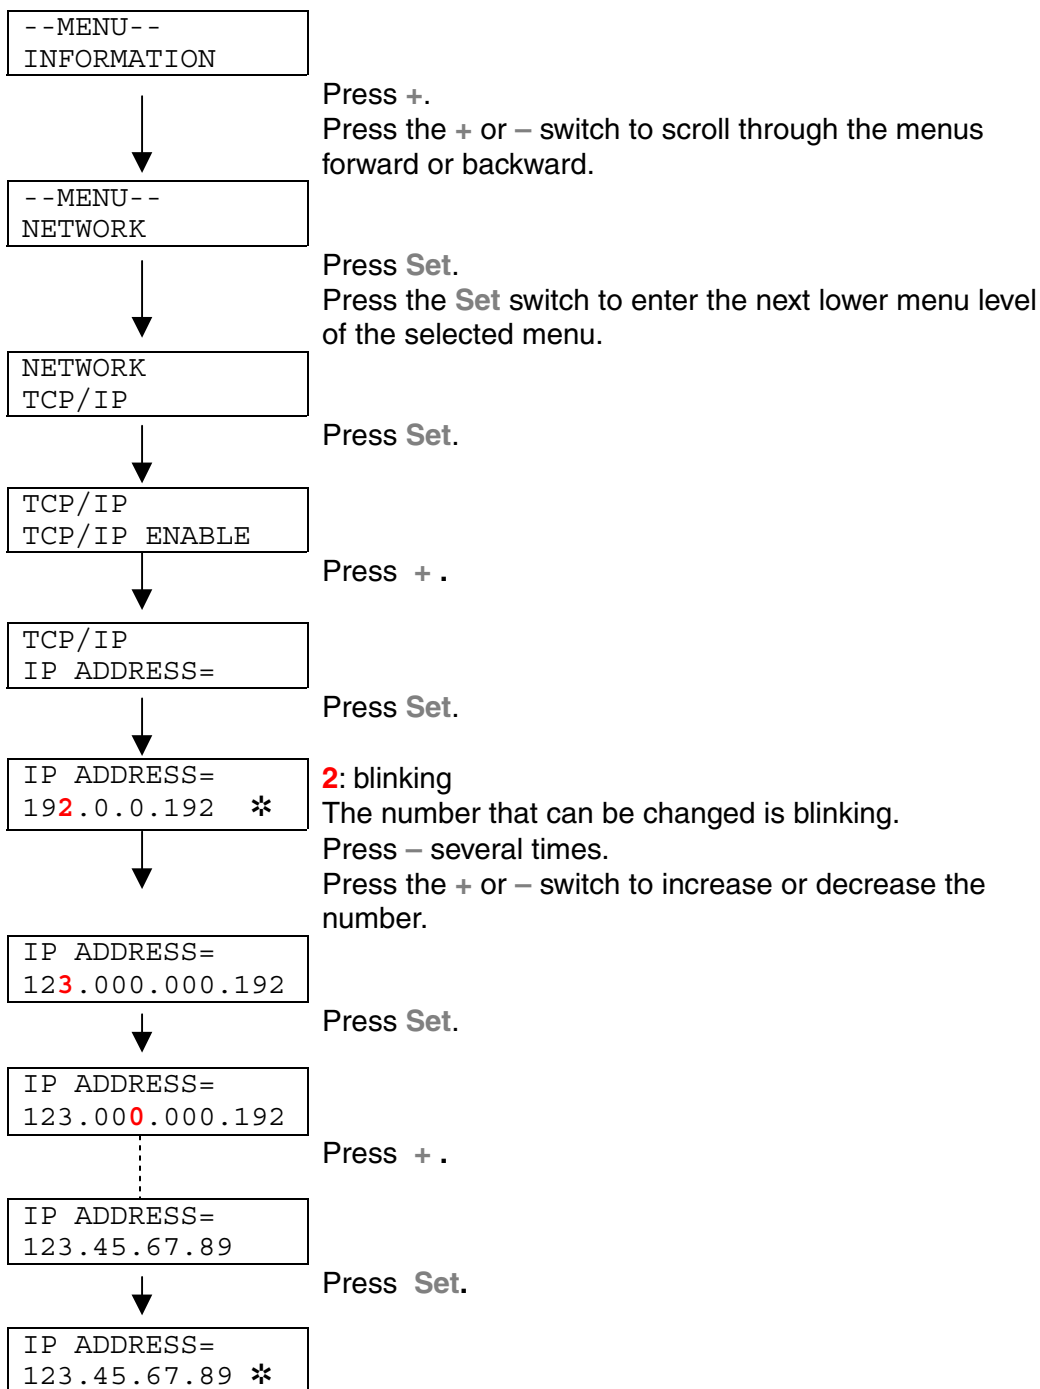 --MENU--
INFORMATION
Press +.
Press the + or – switch to scroll through the menus
forward or backward.
--MENU--
NETWORK
Press Set.
Press the Set switch to enter the next lower menu level
of the selected menu.
NETWORK
TCP/IP
Press Set.
TCP/IP
TCP/IP ENABLE
Press + .
TCP/IP
IP ADDRESS=
Press Set.
IP ADDRESS=
192.0.0.192 ✲
2: blinking
The number that can be changed is blinking.
Press – several times.
Press the + or – switch to increase or decrease the
number.
IP ADDRESS=
123.000.000.192
Press Set.
IP ADDRESS=
123.000.000.192
Press + .
IP ADDRESS=
123.45.67.89
Press Set.
IP ADDRESS=
123.45.67.89 ✲